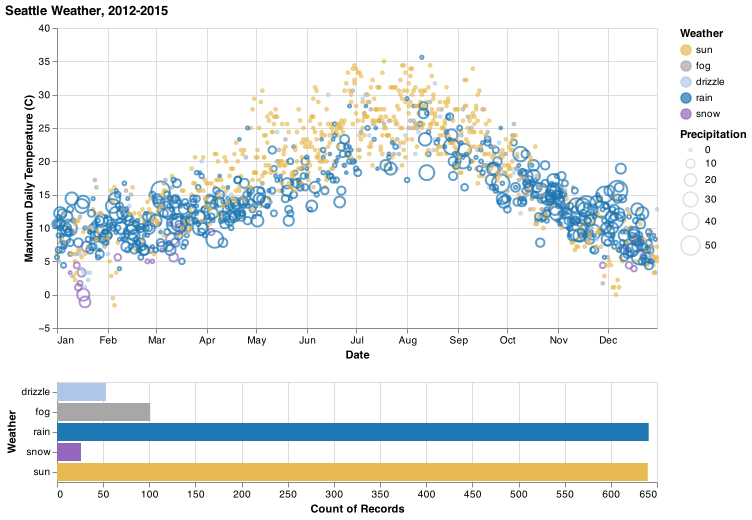 Seattle Weather, 2012-2015
40
35
30
25
20
15
10
5
0
−5
Maximum Daily Temperature (C)
Jan Feb Mar Apr May Jun Jul Aug Sep Oct Nov Dec
Date
Weather
sun
fog
drizzle
rain
snow
Precipitation
0
10
20
30
40
50
Weather
drizzle
fog
rain
snow
sun
0 50 100 150 200 250 300 350 400 450 500 550 600 650
Count of Records